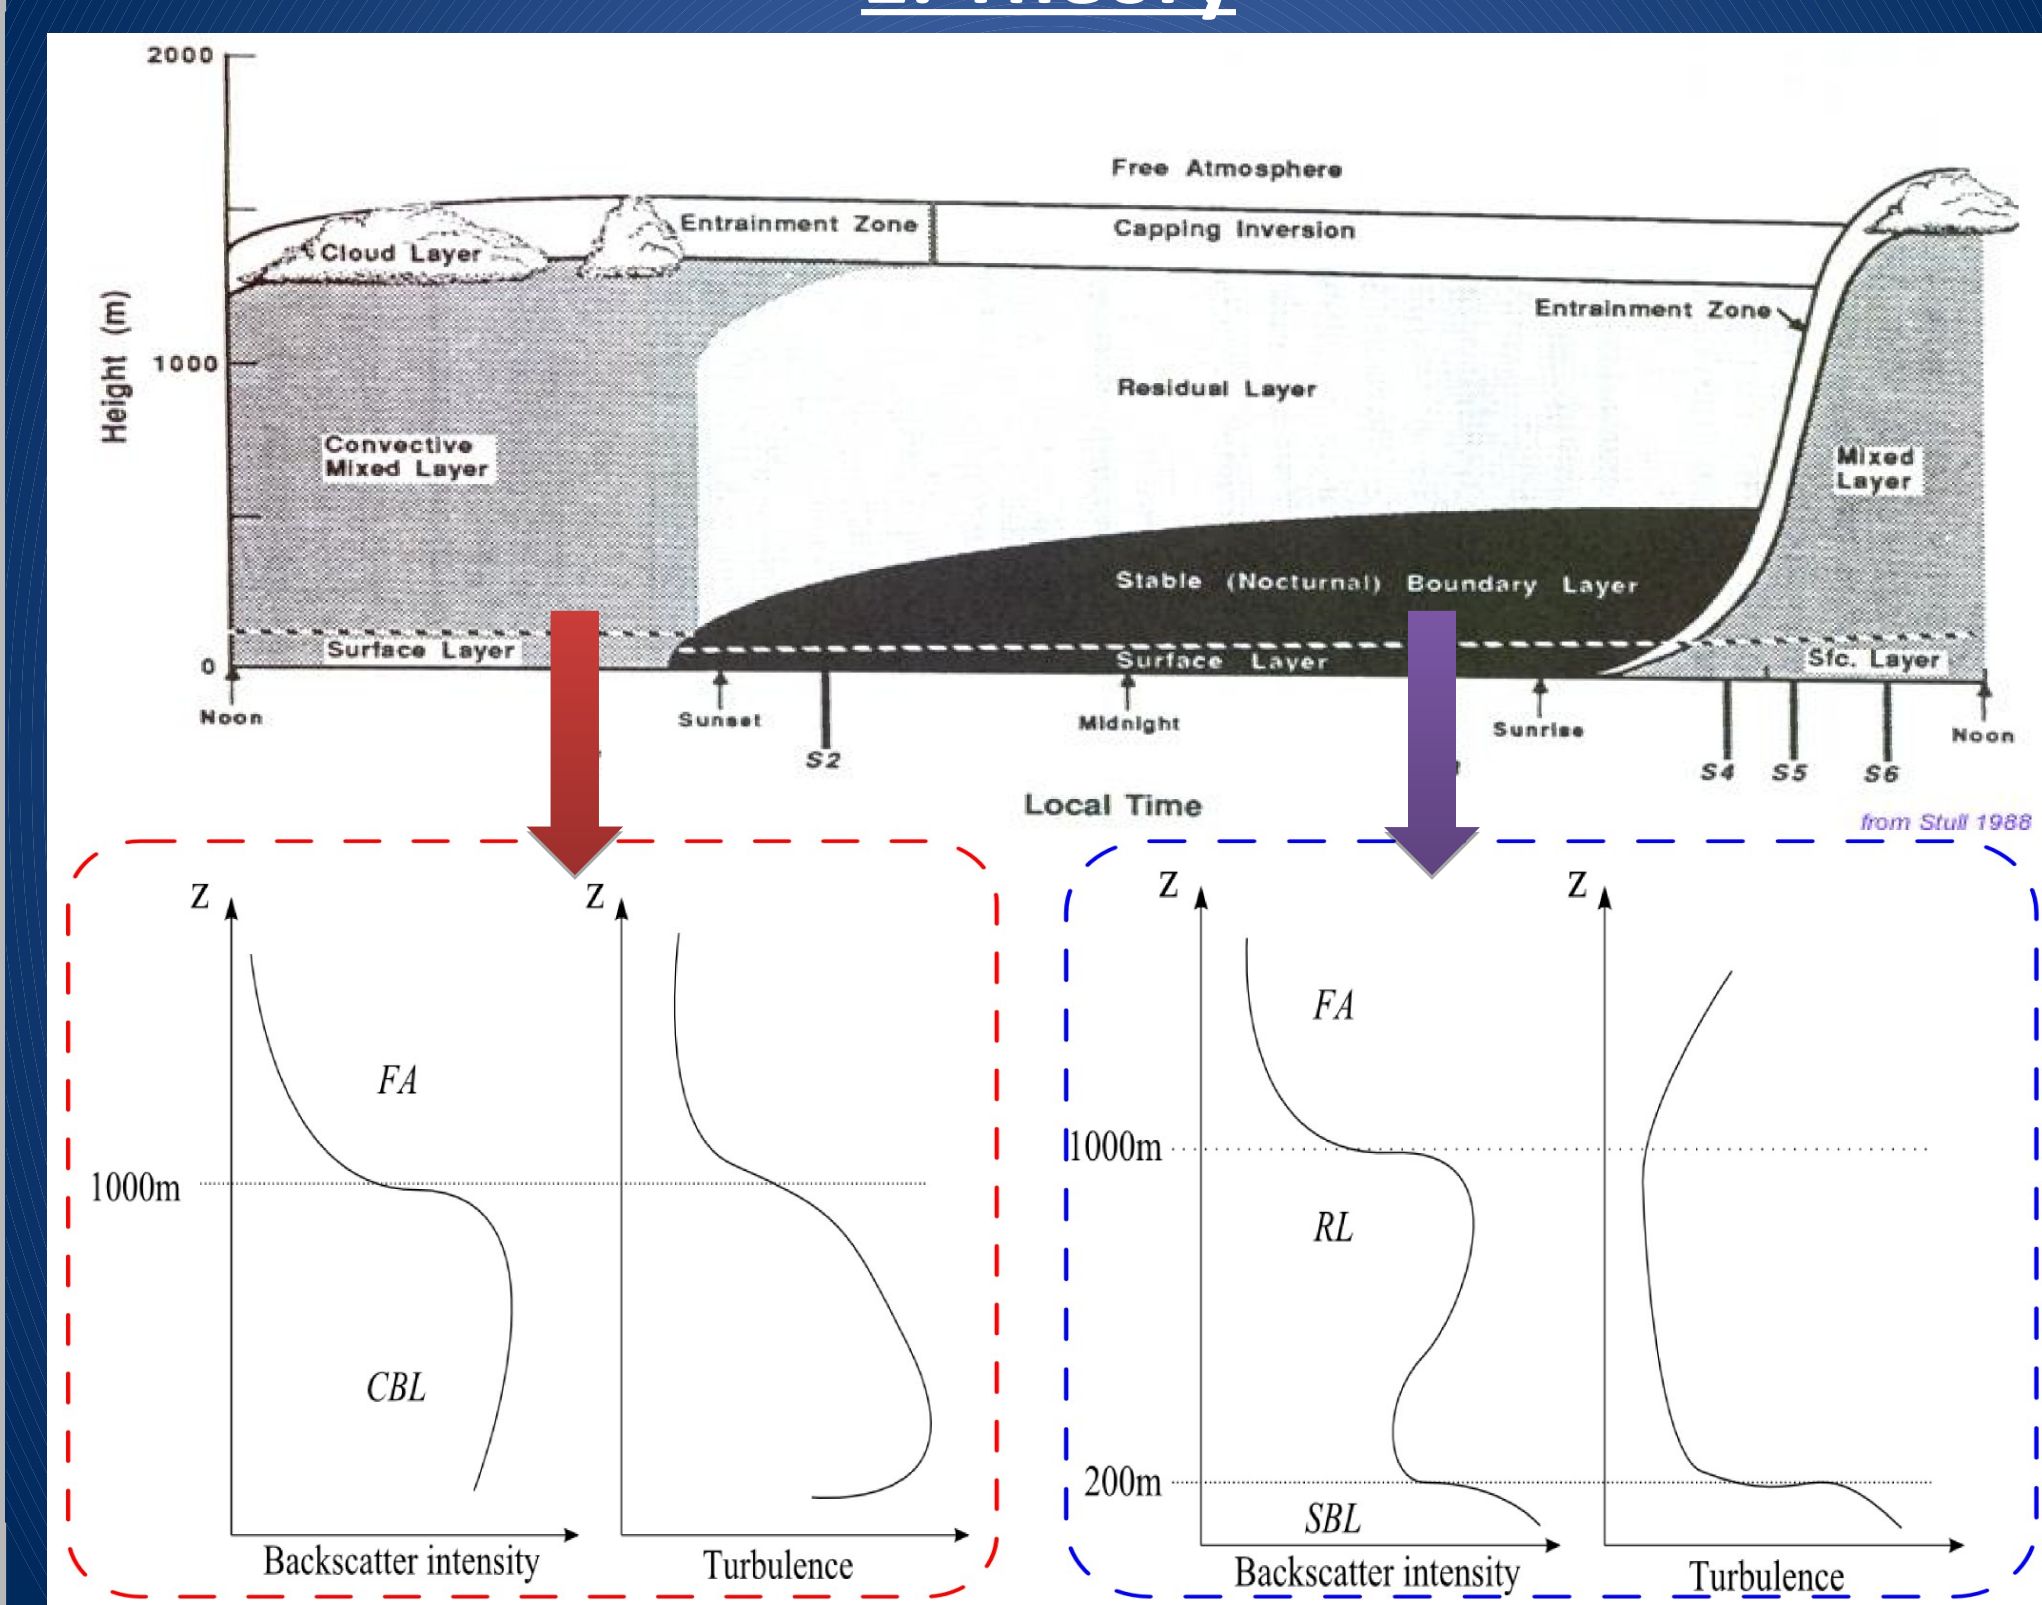 2000
Free Atmosphere
Entrainment Zone
Capping Inversion
Cloud Layer
Entrainment Zone
Height (m)
1000
Residual Layer
Convective
Mixed Layer
Mixed
Layer
Stable (Nocturnal) Boundary Layer
Surface Layer
Surface Layer
Sfc. Layer
0
Noon
Sunset
Midnight
Sunrise
Noon
S2
S4
S5
S6
Local Time
from Stull 1988
Z
Z
FA
1000m
CBL
Backscatter intensity
Turbulence
Z
Z
FA
1000m
RL
200m
SBL
Backscatter intensity
Turbulence